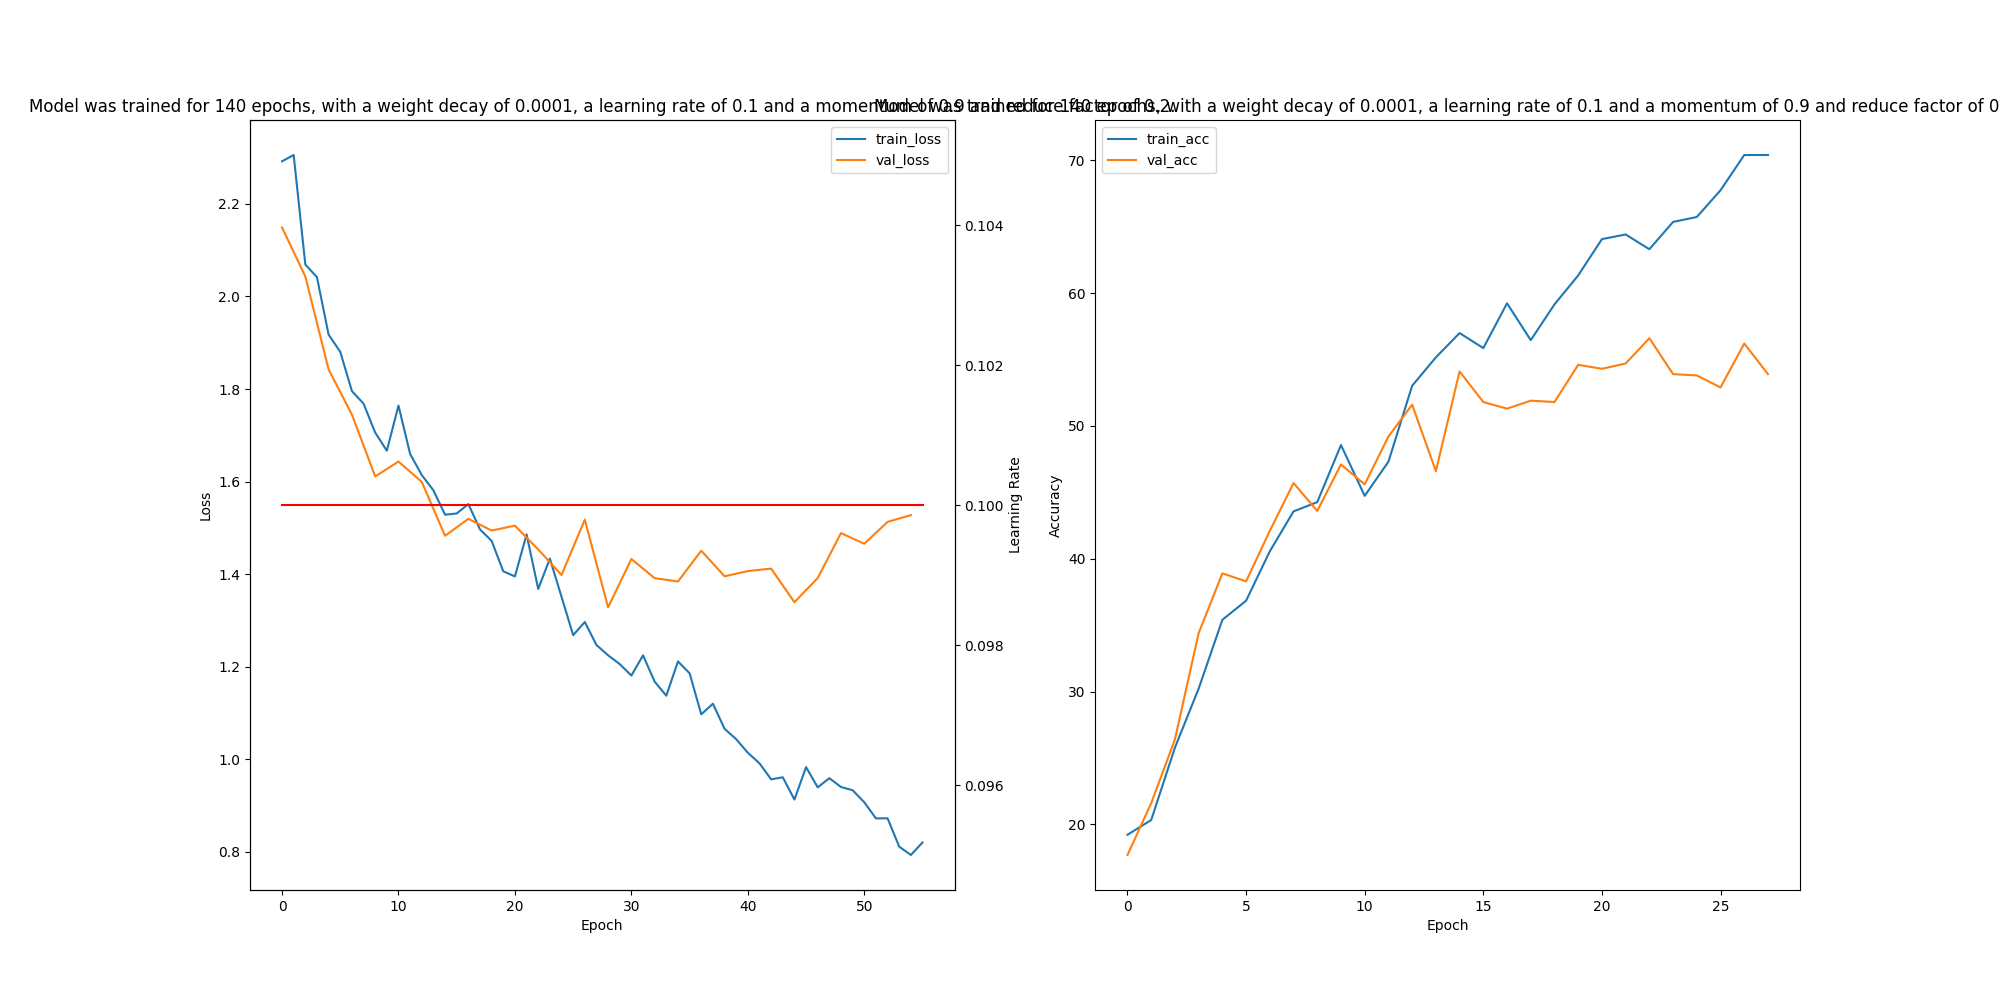 Model was trained for 140 epochs, with a weight decay of 0.0001, a learning rate of 0.1 and a momentum of 0.9 and reduce factor of 0.2.
Model was trained for 140 epochs, with a weight decay of 0.0001, a learning rate of 0.1 and a momentum of 0.9 and reduce factor of 0
train_loss
val_loss
2.2
2.0
1.8
1.6
1.4
1.2
1.0
0.8
Loss
0
10
20
30
40
50
Epoch
0.104
0.102
0.100
0.098
0.096
Learning Rate
train_acc
val_acc
70
60
50
40
30
20
Accuracy
0
5
10
15
20
25
Epoch